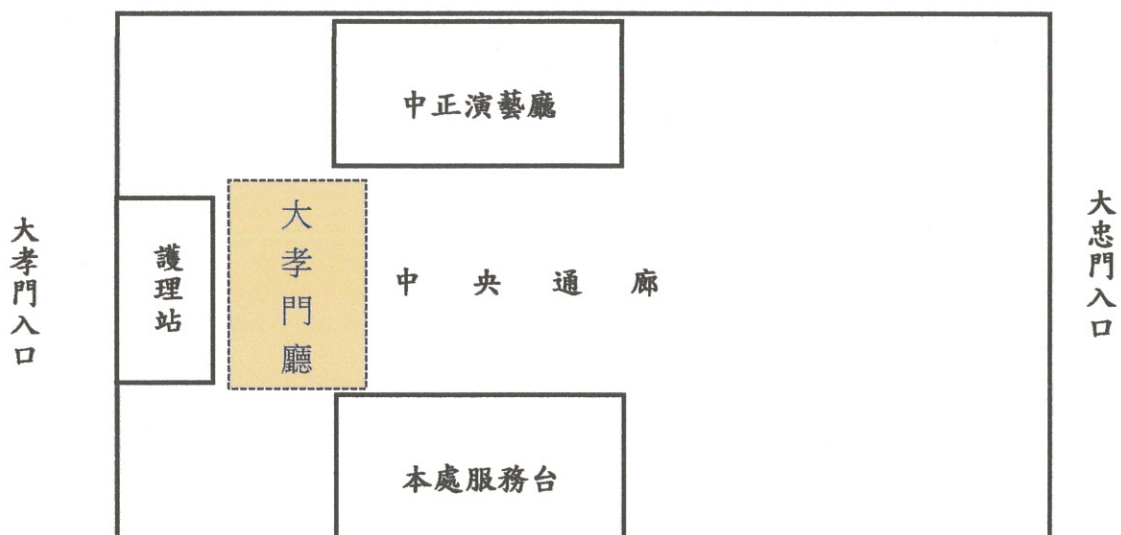 中正演藝廳
大孝門入口
護理站
大孝門廳
中央通廊
大忠門入口
本處服務台